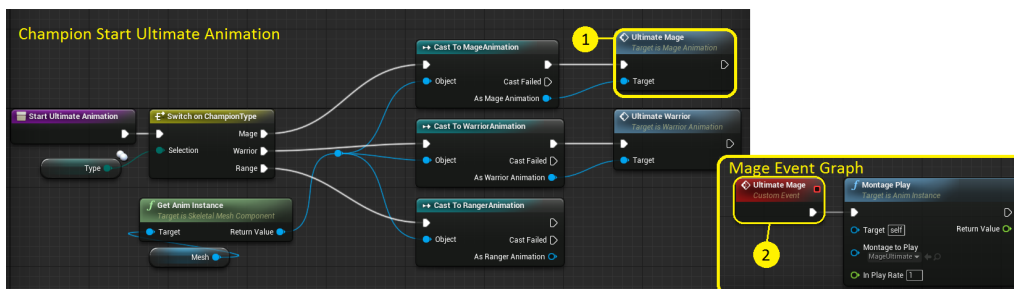 Champion Start Ultimate Animation
Start Ultimate Animation
Type
Switch on ChampionType
Selection
Mage
Warrior
Range
Get Anim Instance
Target is Skeletal Mesh Component
Target
Return Value
Mesh
Cast To MageAnimation
Object
Cast Failed
As Mage Animation
Cast To WarriorAnimation
Object
Cast Failed
As Warrior Animation
Cast To RangerAnimation
Object
Cast Failed
As Ranger Animation
1
Ultimate Mage
Target is Mage Animation
Target
Ultimate Warrior
Target is Warrior Animation
Target
Mage Event Graph
Ultimate Mage
Custom Event
2
Montage Play
Target is Anim Instance
Target self
Return Value
Montage to Play
MageUltimate
In Play Rate 1